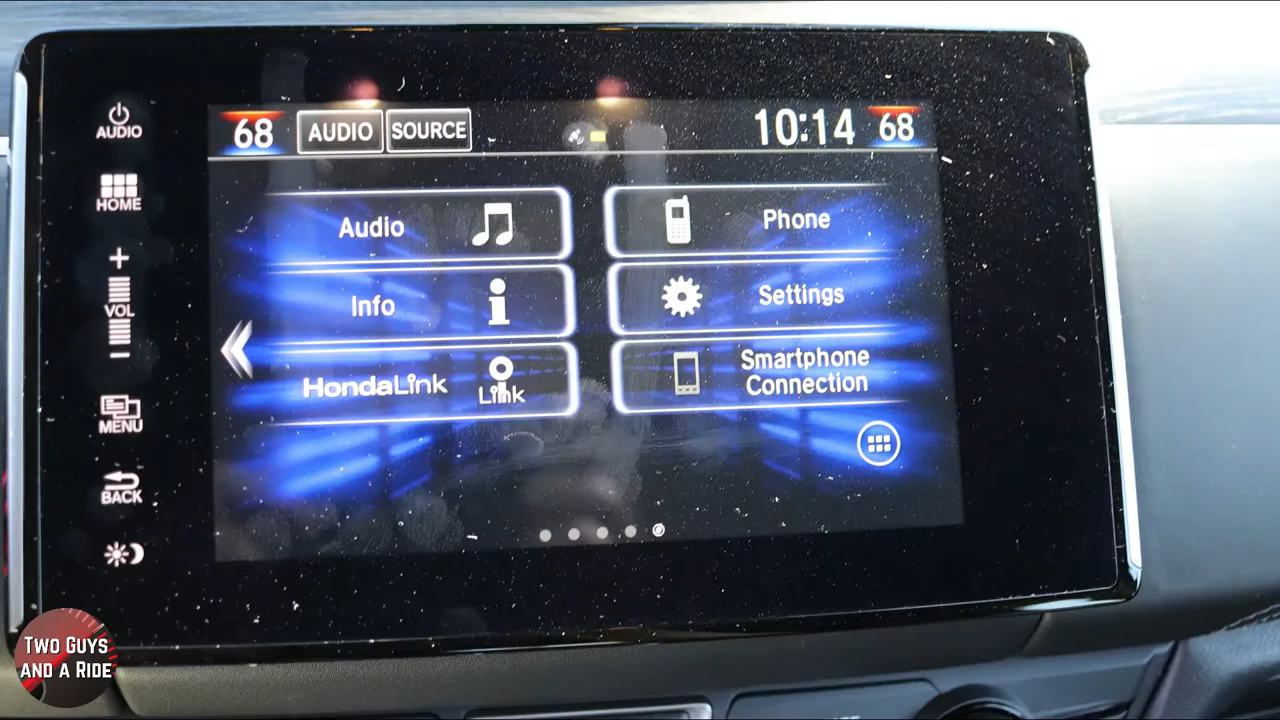 AUDIO
HOME
VOL
MENU
BACK
68 AUDIO SOURCE 10:14 68
Audio
Phone
Info
Settings
HondaLink
Link
Smartphone
Connection
TWO GUYS
AND A RIDE